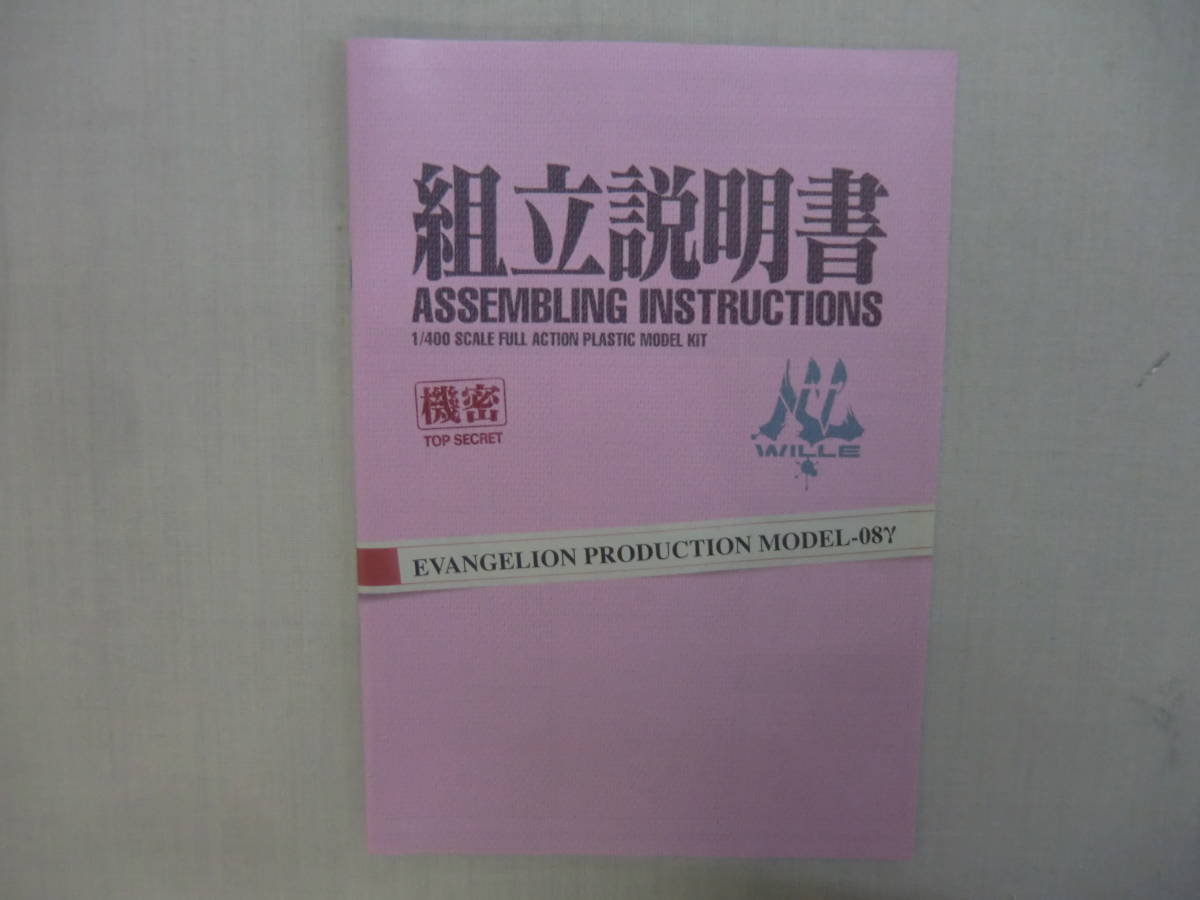 組立説明書
ASSEMBLING INSTRUCTIONS
1/400 SCALE FULL ACTION PLASTIC MODEL KIT
機密
TOP SECRET
WILLE
EVANGELION PRODUCTION MODEL-08γ